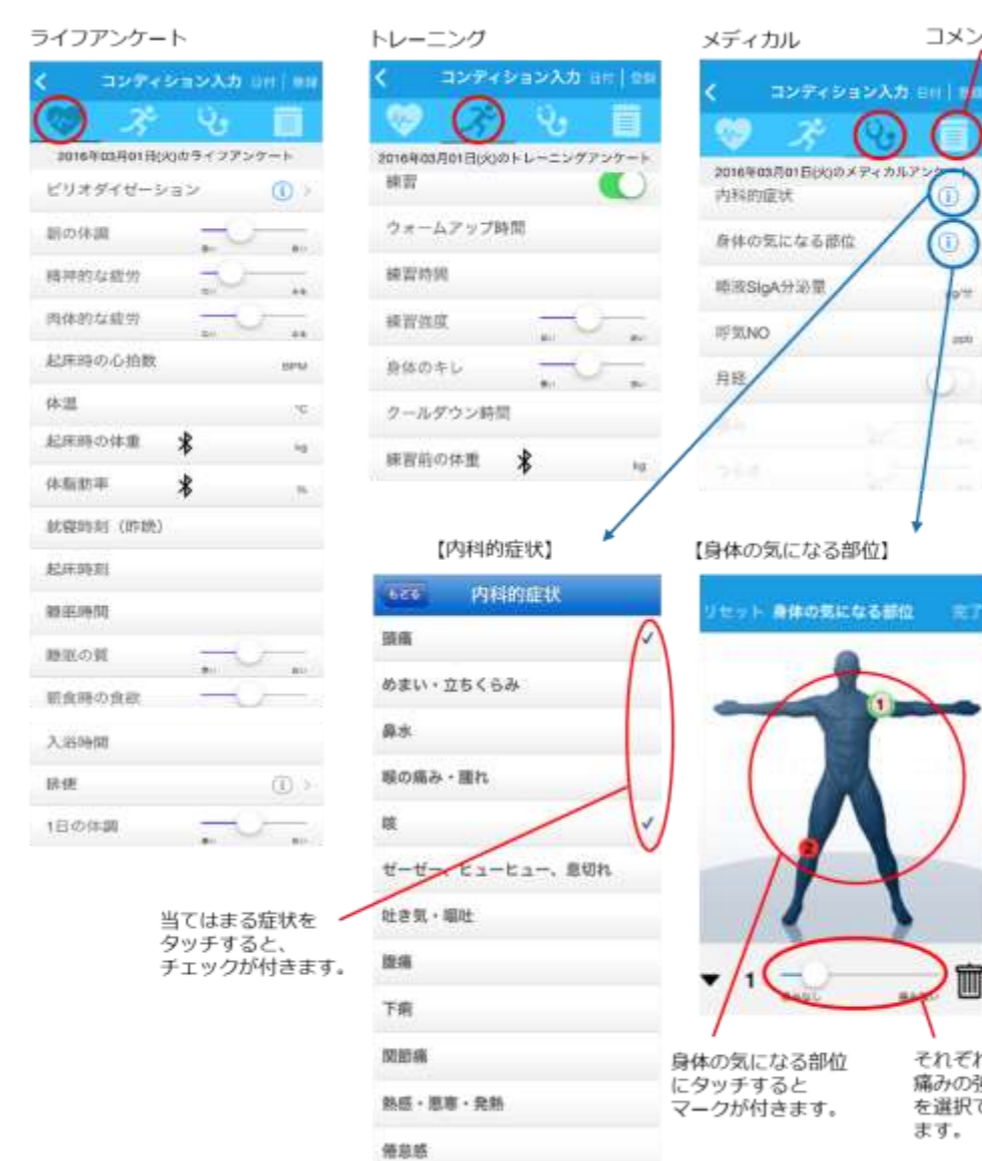 ライフアンケート
コンディション入力 日付 | 登録
2016年03月01日(火)のライフアンケート
ピリオダイゼーション
朝の体調
精神的な疲労
肉体的な疲労
起床時の心拍数 BPM
体温 ℃
起床時の体重 kg
体脂肪率 %
就寝時刻（昨晩）
起床時刻
睡眠時間
睡眠の質
朝食時の食欲
入浴時間
排便
1日の体調
トレーニング
コンディション入力 日付 | 登録
2016年03月01日(火)のトレーニングアンケート
練習
ウォームアップ時間
練習時間
練習強度
身体のキレ
クールダウン時間
練習前の体重 kg
メディカル
コメン
コンディション入力 日付
2016年03月01日(火)のメディカルアンケート
内科的症状
身体の気になる部位
唾液SIgA分泌量
呼気NO ppb
月経
つらさ
【内科的症状】
もどる 内科的症状
頭痛
めまい・立ちくらみ
鼻水
喉の痛み・腫れ
咳
ゼーゼー、ヒューヒュー、息切れ
吐き気・嘔吐
腹痛
下痢
関節痛
熱感・悪寒・発熱
倦怠感
当てはまる症状を
タッチすると、
チェックが付きます。
【身体の気になる部位】
リセット 身体の気になる部位 完了
1
2
1
身体の気になる部位
にタッチすると
マークが付きます。
それぞれ
痛みの強
を選択で
ます。